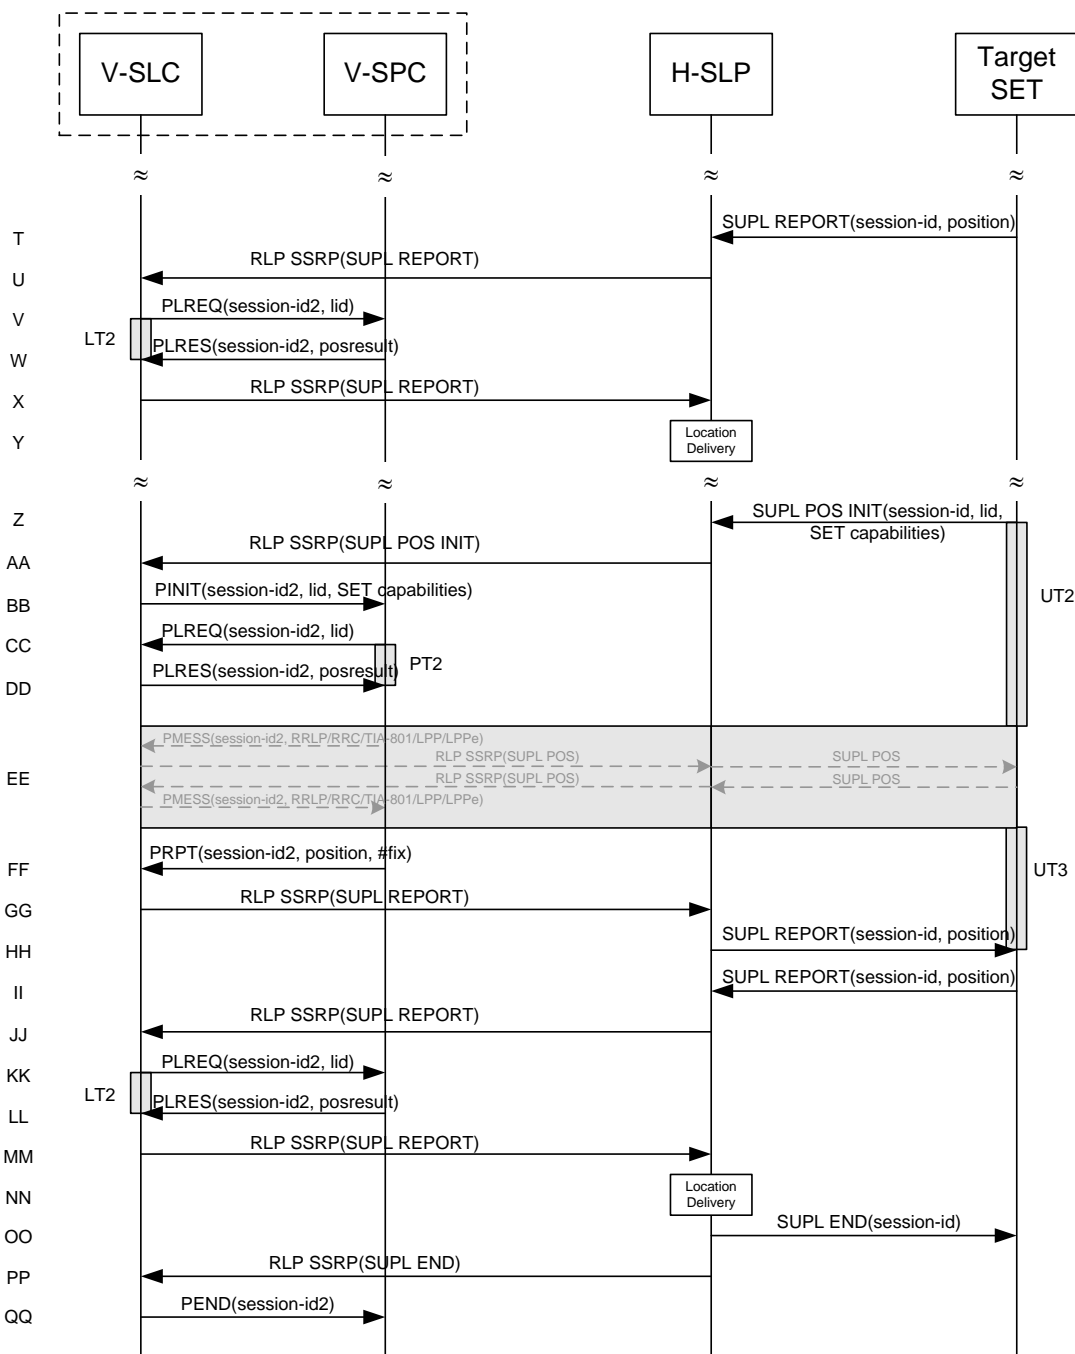 V-SLC
V-SPC
H-SLP
Target
SET
≈ ≈ ≈ ≈
T
SUPL REPORT(session-id, position)
U
RLP SSRP(SUPL REPORT)
V
PLREQ(session-id2, lid)
LT2
W
PLRES(session-id2, posresult)
X
RLP SSRP(SUPL REPORT)
Y
Location
Delivery
≈ ≈ ≈ ≈
Z
SUPL POS INIT(session-id, lid,
SET capabilities)
AA
RLP SSRP(SUPL POS INIT)
BB
PINIT(session-id2, lid, SET capabilities)
UT2
CC
PLREQ(session-id2, lid)
PT2
DD
PLRES(session-id2, posresult)
EE
PMESS(session-id2, RRLP/RRC/TIA-801/LPP/LPPe)
RLP SSRP(SUPL POS)
SUPL POS
RLP SSRP(SUPL POS)
SUPL POS
PMESS(session-id2, RRLP/RRC/TIA-801/LPP/LPPe)
FF
PRPT(session-id2, position, #fix)
UT3
GG
RLP SSRP(SUPL REPORT)
HH
SUPL REPORT(session-id, position)
II
SUPL REPORT(session-id, position)
JJ
RLP SSRP(SUPL REPORT)
KK
PLREQ(session-id2, lid)
LT2
LL
PLRES(session-id2, posresult)
MM
RLP SSRP(SUPL REPORT)
NN
Location
Delivery
OO
SUPL END(session-id)
PP
RLP SSRP(SUPL END)
QQ
PEND(session-id2)